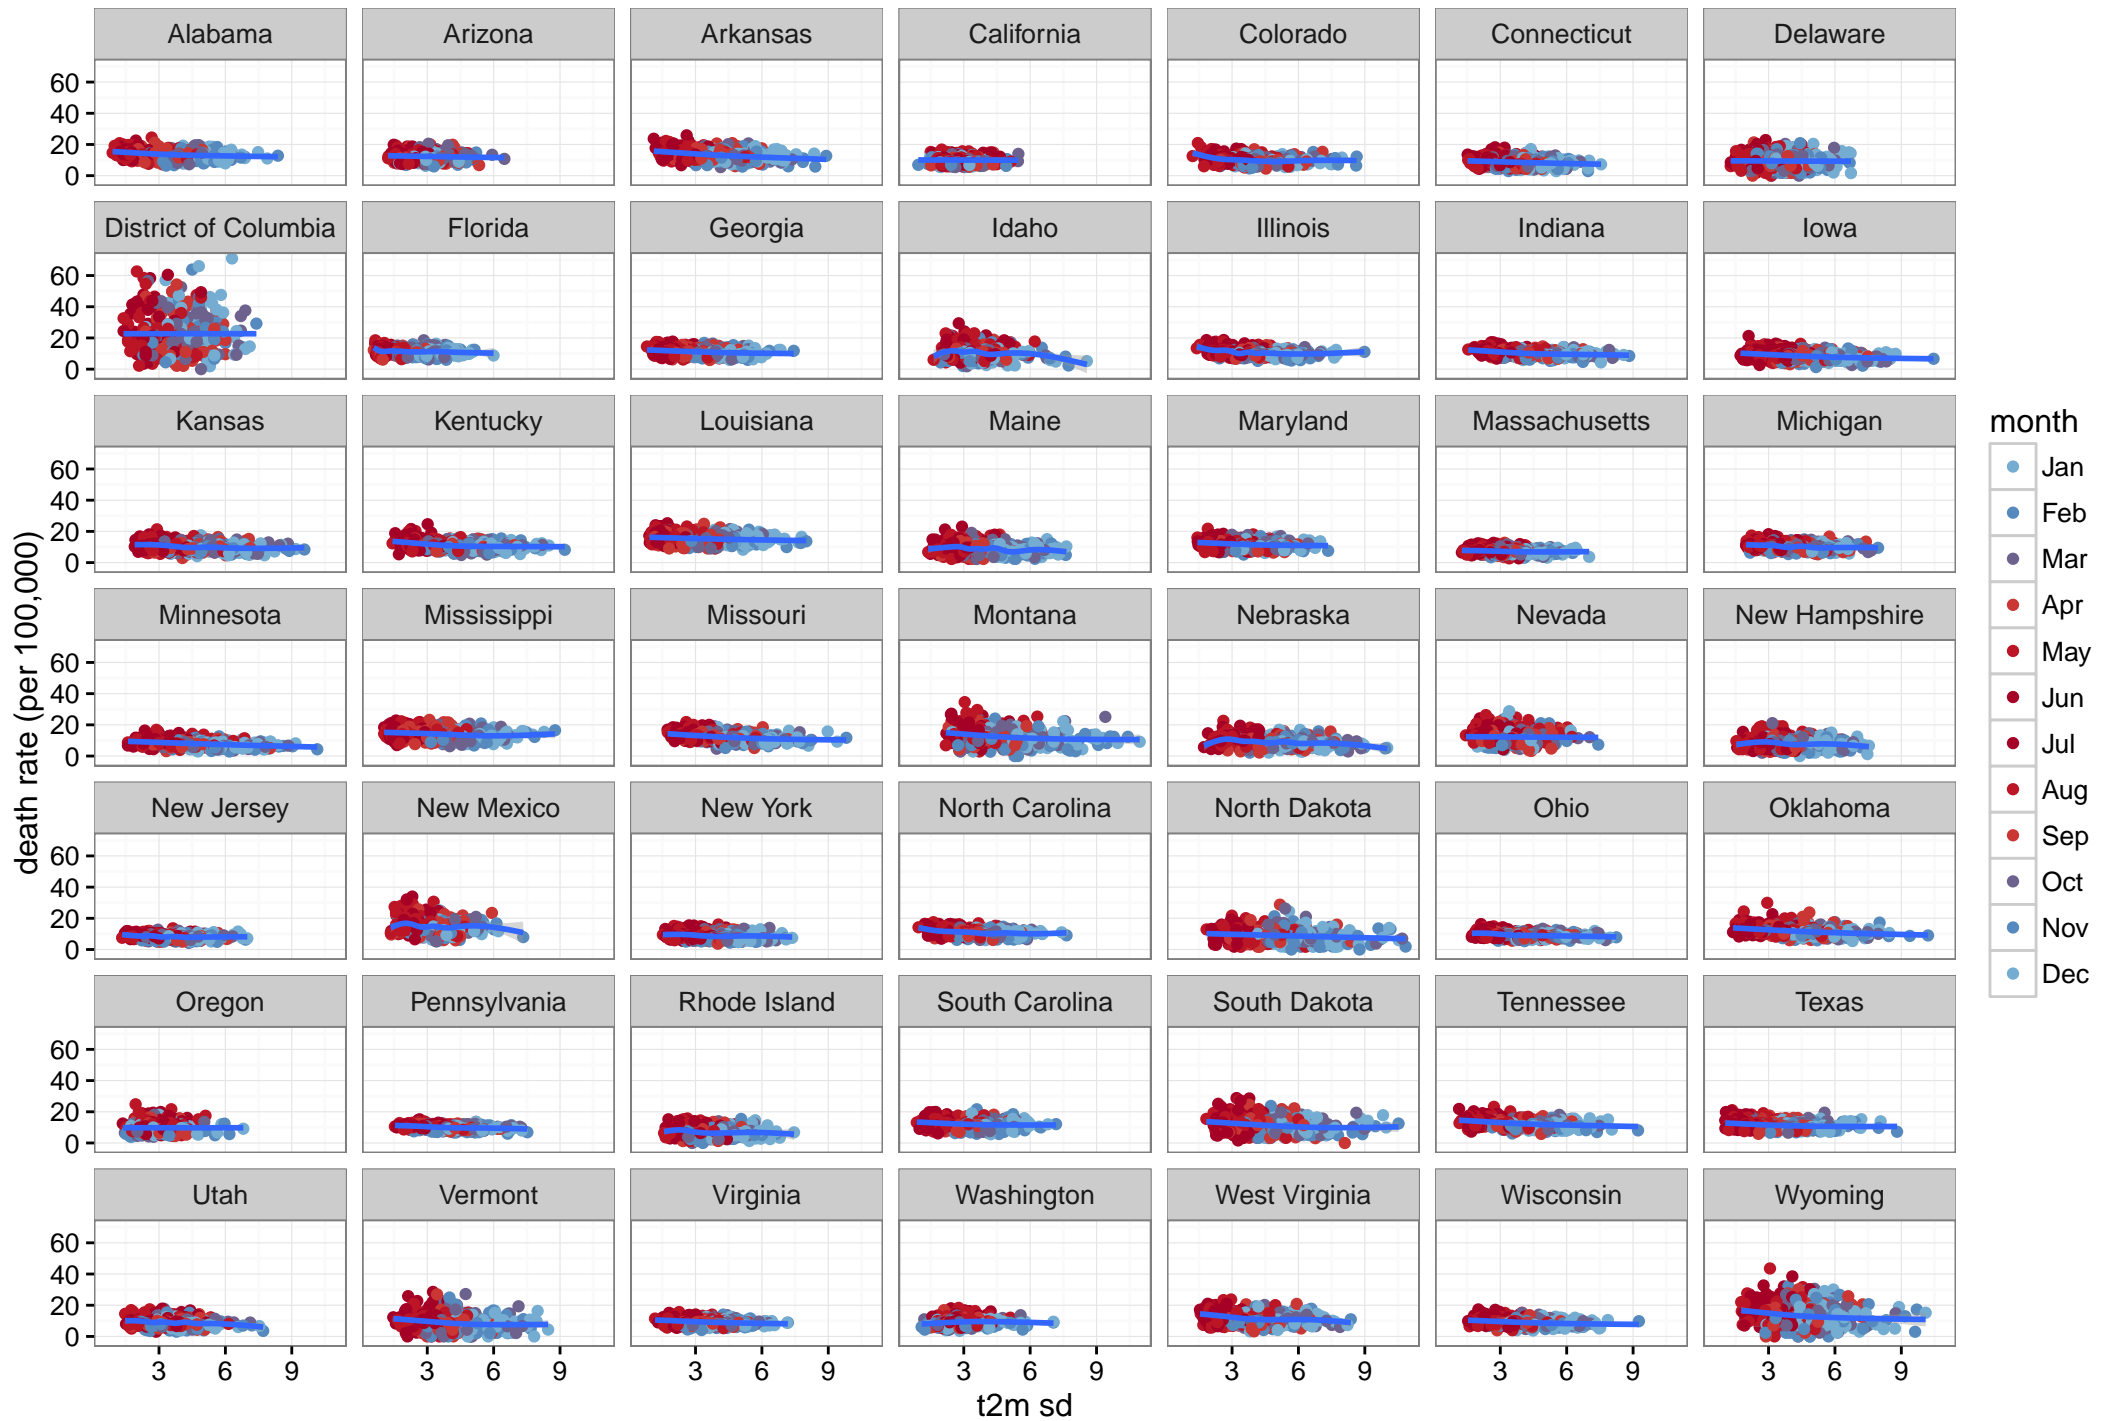 Alabama Arizona Arkansas California Colorado Connecticut Delaware
60
40
20
0
District of Columbia Florida Georgia Idaho Illinois Indiana Iowa
60
40
20
0
Kansas Kentucky Louisiana Maine Maryland Massachusetts Michigan
60
40
20
0
Minnesota Mississippi Missouri Montana Nebraska Nevada New Hampshire
60
40
20
0
New Jersey New Mexico New York North Carolina North Dakota Ohio Oklahoma
60
40
20
0
Oregon Pennsylvania Rhode Island South Carolina South Dakota Tennessee Texas
60
40
20
0
Utah Vermont Virginia Washington West Virginia Wisconsin Wyoming
60
40
20
0
3 6 9 3 6 9 3 6 9 3 6 9 3 6 9 3 6 9 3 6 9
t2m sd
death rate (per 100,000)
month
Jan
Feb
Mar
Apr
May
Jun
Jul
Aug
Sep
Oct
Nov
Dec